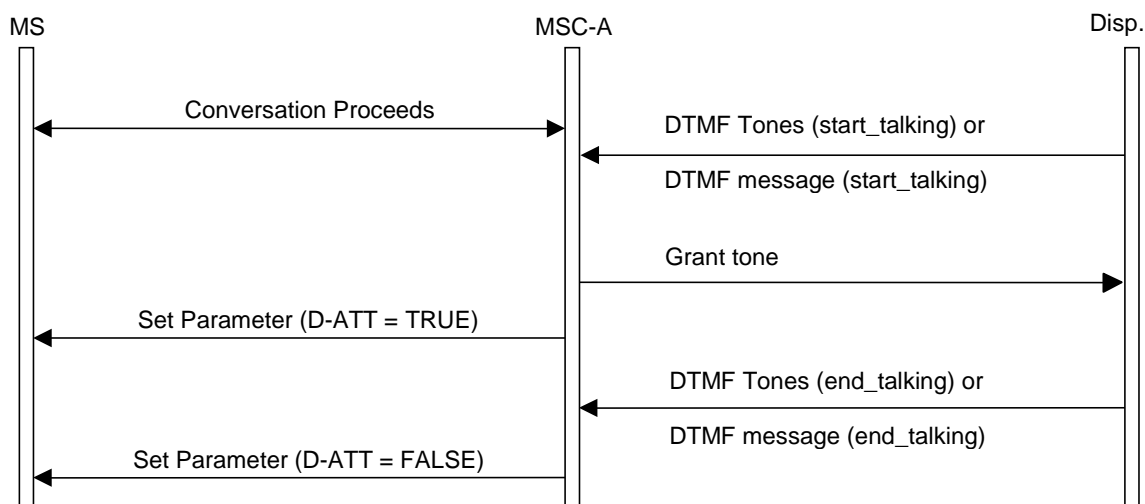 MS
MSC-A
Disp.
Conversation Proceeds
DTMF Tones (start_talking) or
DTMF message (start_talking)
Grant tone
Set Parameter (D-ATT = TRUE)
DTMF Tones (end_talking) or
DTMF message (end_talking)
Set Parameter (D-ATT = FALSE)